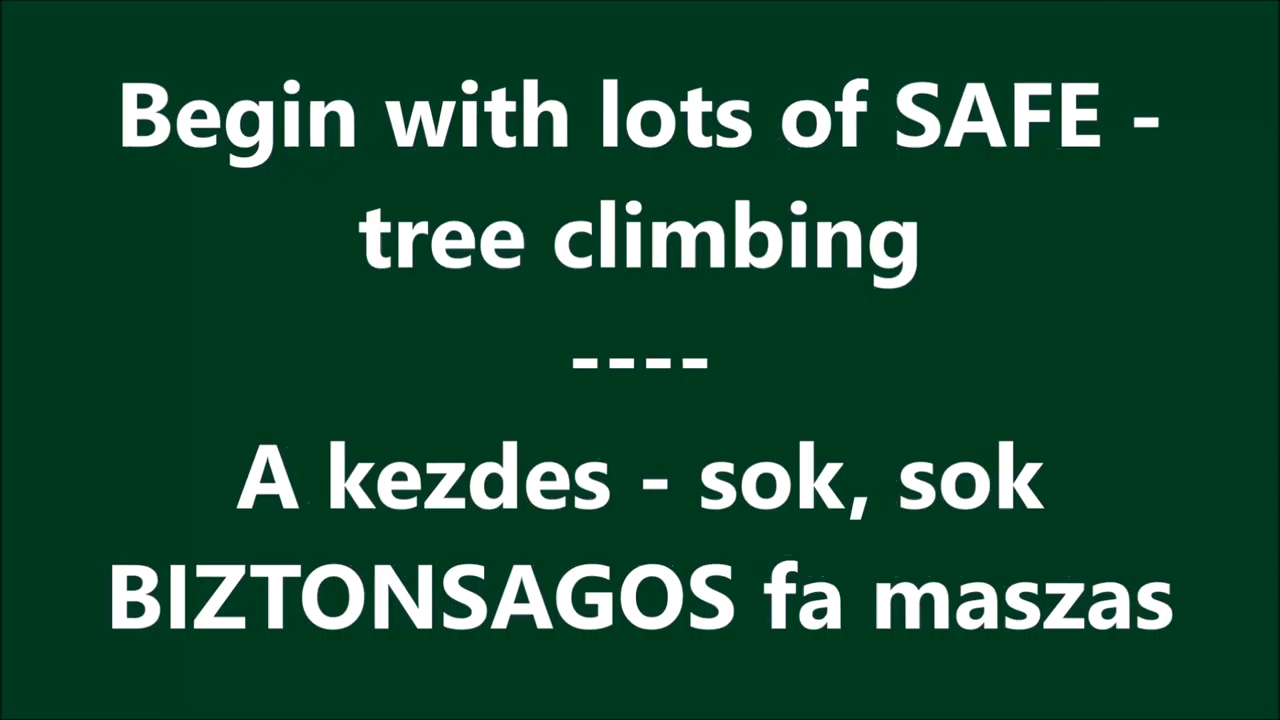 Begin with lots of SAFE -
tree climbing
----
A kezdes - sok, sok
BIZTONSAGOS fa maszas